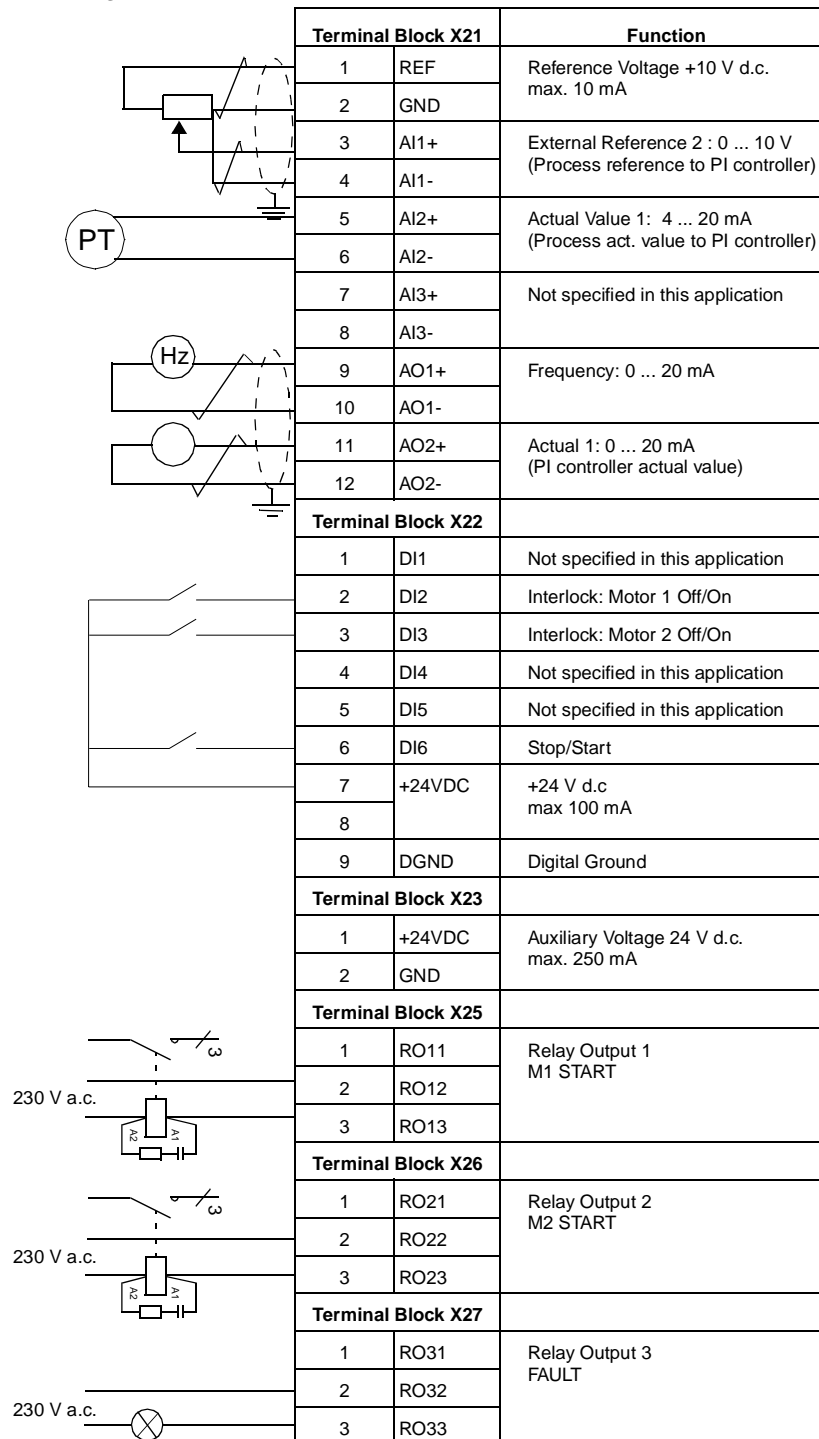 Terminal Block X21 Function
1 REF Reference Voltage +10 V d.c.
max. 10 mA
2 GND
3 AI1+ External Reference 2 : 0 ... 10 V
(Process reference to PI controller)
4 AI1-
PT
5 AI2+ Actual Value 1: 4 ... 20 mA
(Process act. value to PI controller)
6 AI2-
7 AI3+ Not specified in this application
8 AI3-
Hz
9 AO1+ Frequency: 0 ... 20 mA
10 AO1-
11 AO2+ Actual 1: 0 ... 20 mA
(PI controller actual value)
12 AO2-
Terminal Block X22
1 DI1 Not specified in this application
2 DI2 Interlock: Motor 1 Off/On
3 DI3 Interlock: Motor 2 Off/On
4 DI4 Not specified in this application
5 DI5 Not specified in this application
6 DI6 Stop/Start
7 +24VDC +24 V d.c
max 100 mA
8
9 DGND Digital Ground
Terminal Block X23
1 +24VDC Auxiliary Voltage 24 V d.c.
max. 250 mA
2 GND
Terminal Block X25
3
1 RO11 Relay Output 1
M1 START
2 RO12
230 V a.c.
3 RO13
A2 A1
Terminal Block X26
3
1 RO21 Relay Output 2
M2 START
2 RO22
230 V a.c.
3 RO23
A2 A1
Terminal Block X27
1 RO31 Relay Output 3
FAULT
2 RO32
230 V a.c.
3 RO33